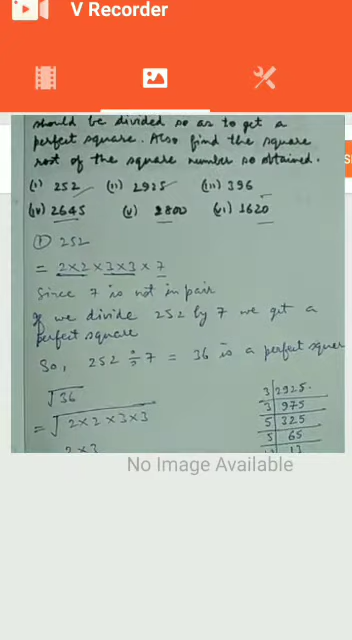 V Recorder
should be divided so as to get a
perfect square. Also find the square
root of the square number so obtained.
(i) 252 (ii) 2925 (iii) 396
(iv) 2645 (v) 2800 (vi) 1620
① 252
= 2×2 × 3×3 × 7
Since 7 is not in pair
If we divide 252 by 7 we get a
perfect square
So, 252 ÷ 7 = 36 is a perfect squer
√36
= √2×2×3×3
2×3
3 2925
3 975
5 325
5 65
13
No Image Available